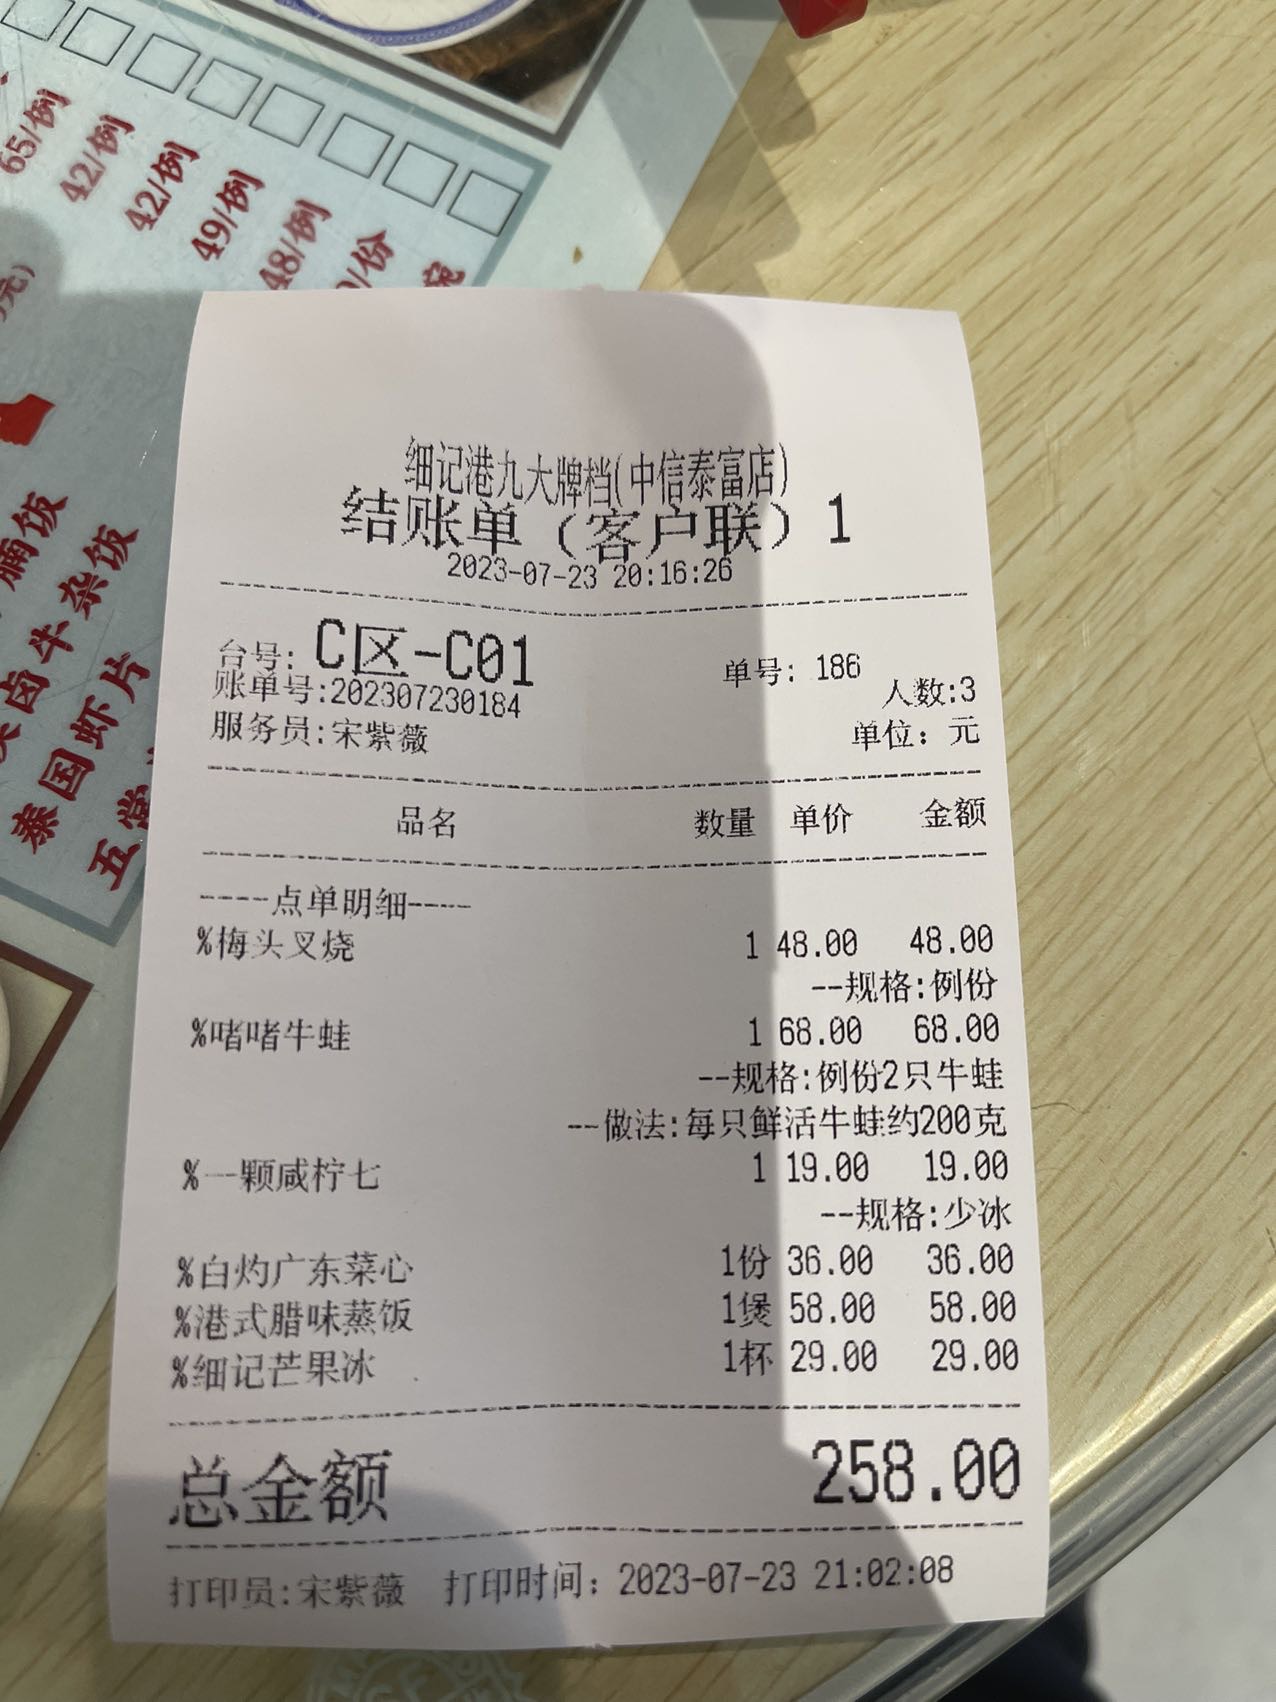 65/例
42/例
42/例
49/例
48/例
/份
腩饭
卤牛杂饭
泰国虾片
细记港九大牌档(中信泰富店)
结账单（客户联）1
2023-07-23 20:16:26
台号: C区-C01 单号: 186
账单号:202307230184 人数:3
服务员:宋紫薇 单位: 元
品名 数量 单价 金额
----点单明细----
%梅头叉烧 1 48.00 48.00
--规格:例份
%啫啫牛蛙 1 68.00 68.00
--规格:例份2只牛蛙
--做法:每只鲜活牛蛙约200克
%一颗咸柠七 1 19.00 19.00
--规格:少冰
%白灼广东菜心 1份 36.00 36.00
%港式腊味蒸饭 1煲 58.00 58.00
%细记芒果冰 1杯 29.00 29.00
总金额 258.00
打印员:宋紫薇 打印时间: 2023-07-23 21:02:08